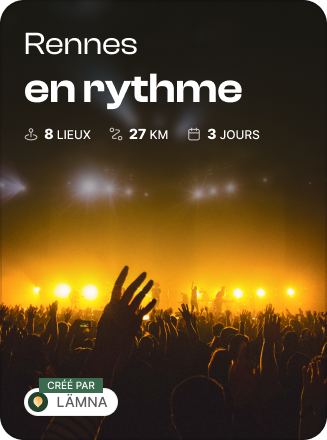 Rennes
en rythme
8 LIEUX 27 KM 3 JOURS
CRÉÉ PAR
LÄMNA